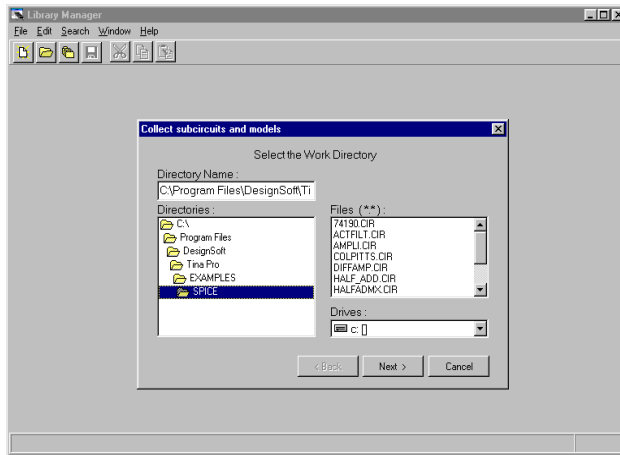 Library Manager
File Edit Search Window Help
Collect subcircuits and models
Select the Work Directory
Directory Name :
C:\Program Files\DesignSoft\Ti
Directories :
C:\
Program Files
DesignSoft
Tina Pro
EXAMPLES
SPICE
Files (*.*) :
74190.CIR
ACTFILT.CIR
AMPLI.CIR
COLPITTS.CIR
DIFFAMP.CIR
HALF_ADD.CIR
HALFADMX.CIR
Drives :
c: []
< Back Next > Cancel